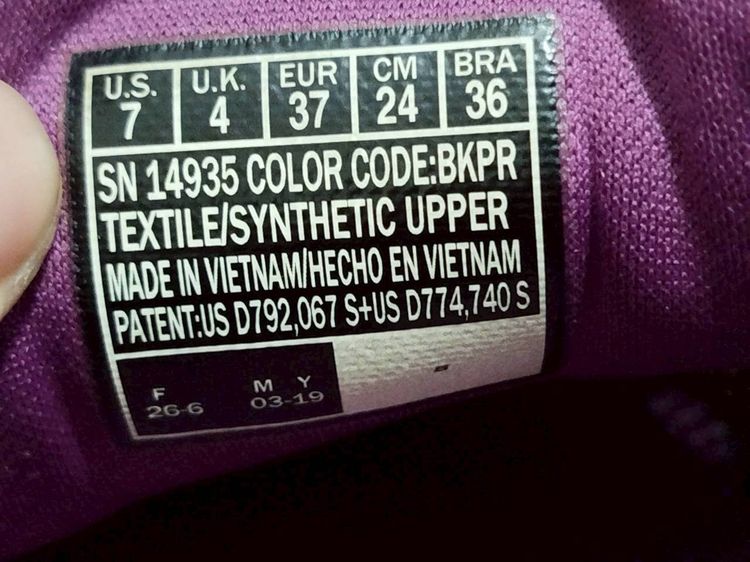 U.S. U.K. EUR CM BRA
7 4 37 24 36
SN 14935 COLOR CODE:BKPR
TEXTILE/SYNTHETIC UPPER
MADE IN VIETNAM/HECHO EN VIETNAM
PATENT:US D792,067 S+US D774,740 S
F M Y
26-6 03-19